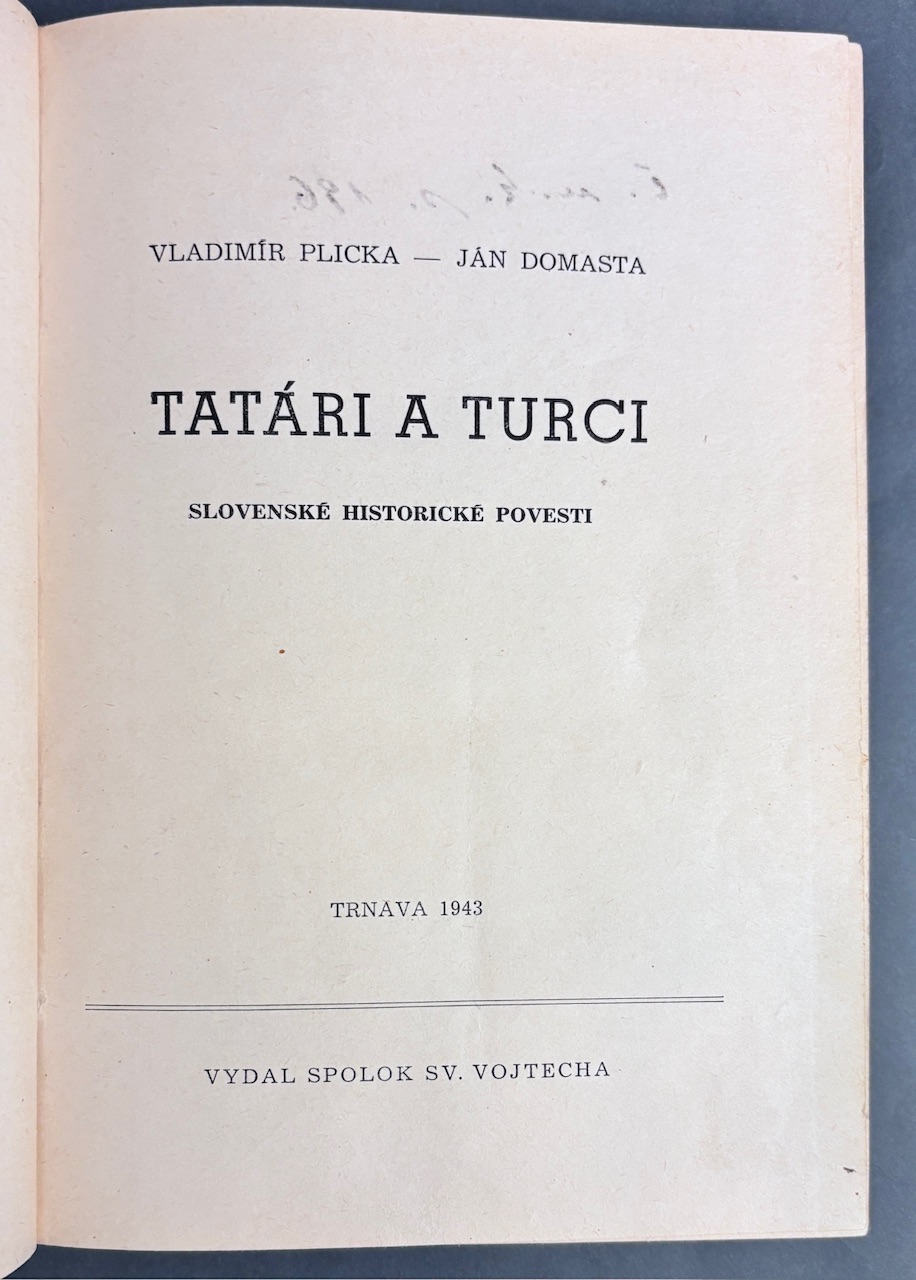 VLADIMÍR PLICKA — JÁN DOMASTA
TATÁRI A TURCI
SLOVENSKÉ HISTORICKÉ POVESTI
TRNAVA 1943
VYDAL SPOLOK SV. VOJTECHA